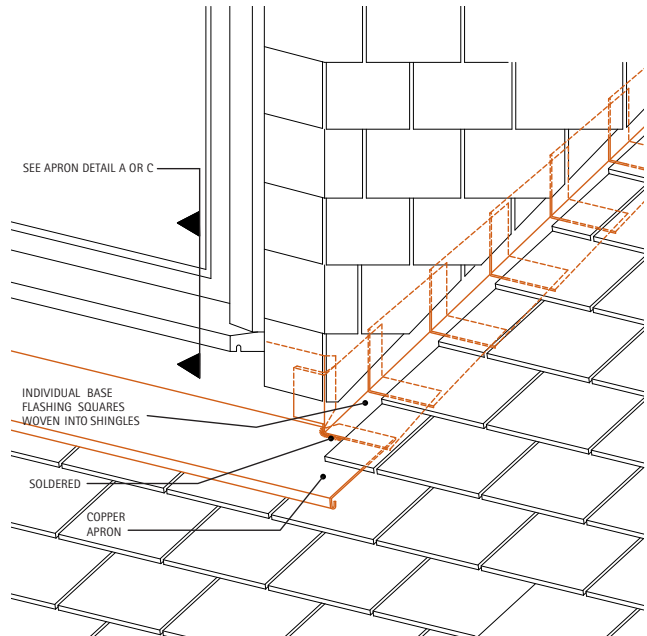 SEE APRON DETAIL A OR C
INDIVIDUAL BASE
FLASHING SQUARES
WOVEN INTO SHINGLES
SOLDERED
COPPER
APRON